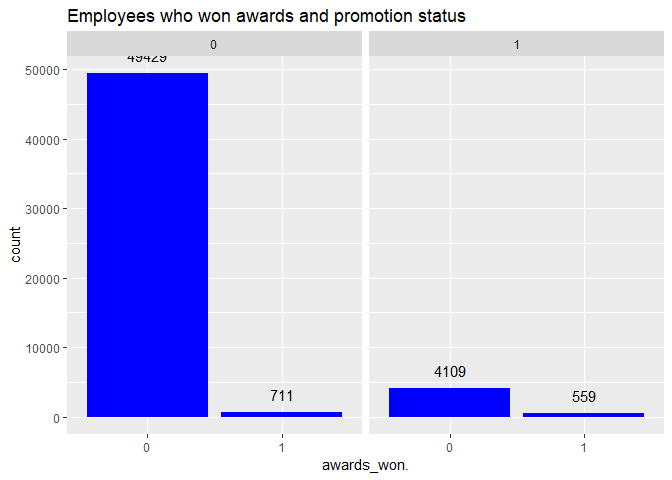 Employees who won awards and promotion status
0 1
50000
40000
30000
20000
10000
0
count
49429
711
4109
559
0 1 0 1
awards_won.